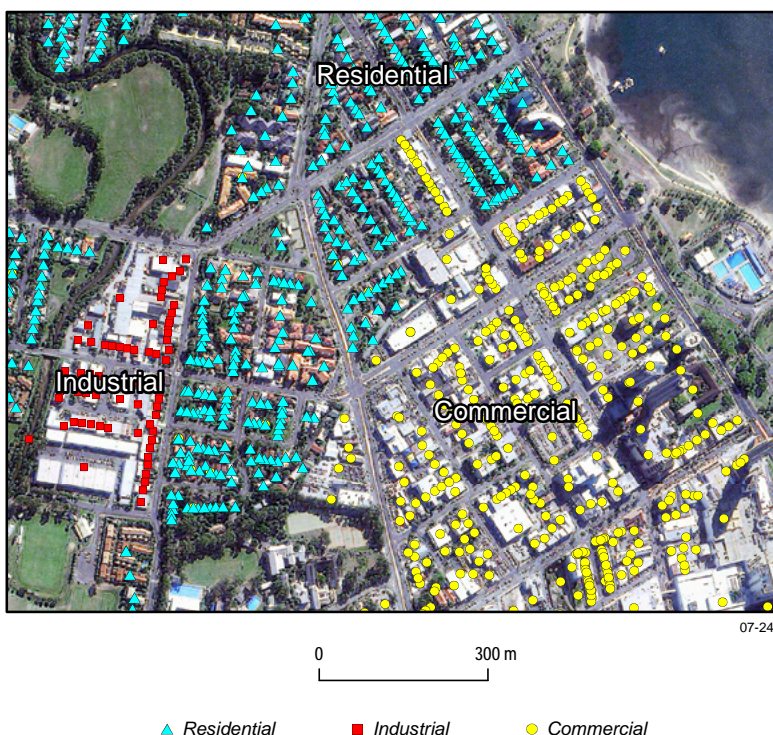 Residential
Industrial
Commercial
07-24
0 300 m
Residential Industrial Commercial